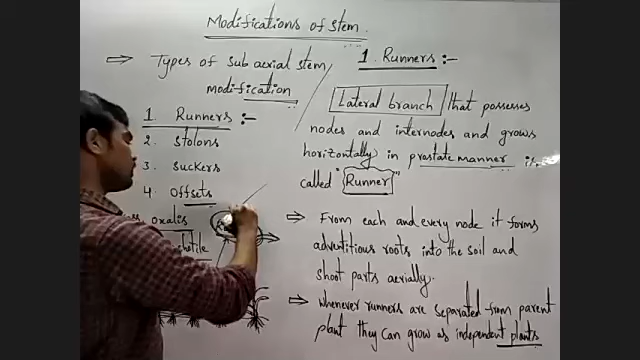 Modifications of stem.
⇒ Types of sub aerial stem
modification
1. Runners :-
2. Stolons
3. Suckers
4. Offsets
oxalis
1. Runners :-
Lateral branch that possesses
nodes and internodes and grows
horizontally in prostate manner is
called "Runner"
⇒ From each and every node it forms
adventitious roots into the soil and
shoot parts aerially.
⇒ Whenever runners are separated from parent
plant they can grow as independent plants